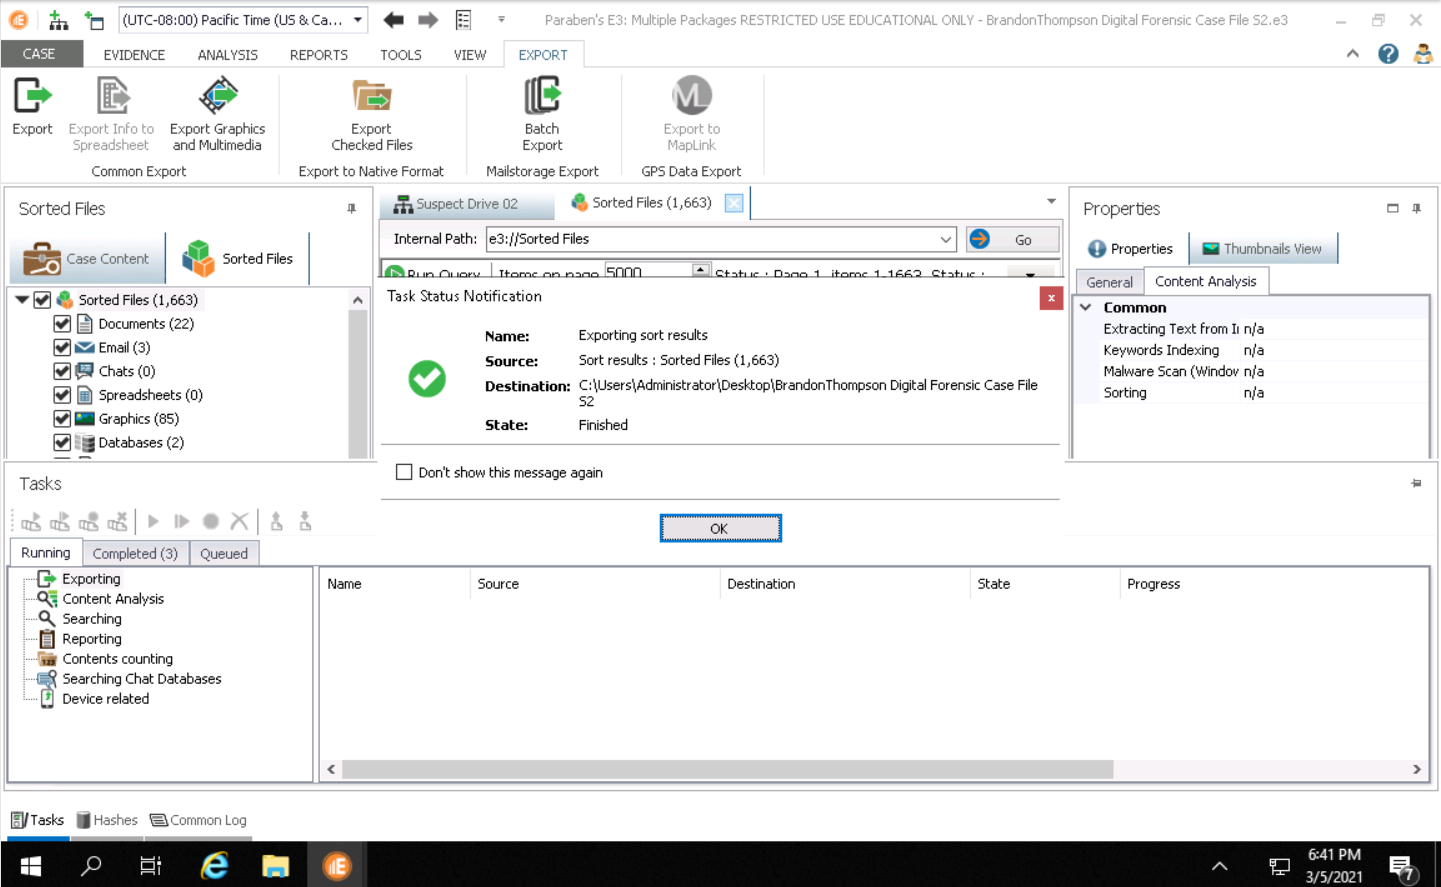 (UTC-08:00) Pacific Time (US & Ca...
Paraben's E3: Multiple Packages RESTRICTED USE EDUCATIONAL ONLY - BrandonThompson Digital Forensic Case File S2.e3
CASE EVIDENCE ANALYSIS REPORTS TOOLS VIEW EXPORT
Export
Export Info to
Spreadsheet
Export Graphics
and Multimedia
Export
Checked Files
Batch
Export
ML
Export to
MapLink
Common Export
Export to Native Format
Mailstorage Export
GPS Data Export
Sorted Files
Case Content
Sorted Files
Sorted Files (1,663)
Documents (22)
Email (3)
Chats (0)
Spreadsheets (0)
Graphics (85)
Databases (2)
Suspect Drive 02
Sorted Files (1,663)
Internal Path: e3://Sorted Files
Go
Run Query Items on page 5000 Status : Page 1, items 1-1663, Status :
Task Status Notification
Name: Exporting sort results
Source: Sort results : Sorted Files (1,663)
Destination: C:\Users\Administrator\Desktop\BrandonThompson Digital Forensic Case File
S2
State: Finished
Don't show this message again
OK
Properties
Properties
Thumbnails View
General Content Analysis
Common
Extracting Text from I n/a
Keywords Indexing n/a
Malware Scan (Window n/a
Sorting n/a
Tasks
Running Completed (3) Queued
Exporting
Content Analysis
Searching
Reporting
123
Contents counting
Searching Chat Databases
Device related
Name Source Destination State Progress
Tasks Hashes Common Log
6:41 PM
3/5/2021
7